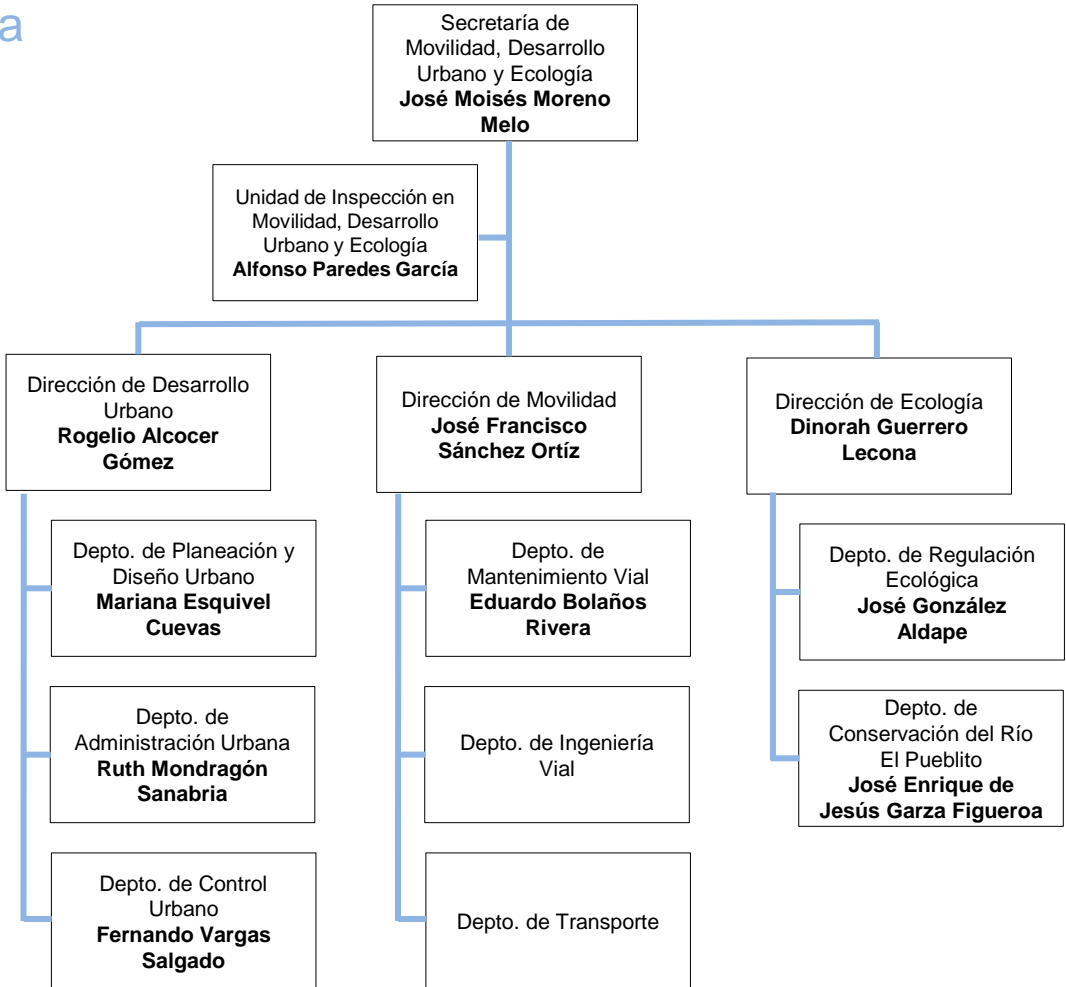 a
Secretaría de
Movilidad, Desarrollo
Urbano y Ecología
José Moisés Moreno
Melo
Unidad de Inspección en
Movilidad, Desarrollo
Urbano y Ecología
Alfonso Paredes García
Dirección de Desarrollo
Urbano
Rogelio Alcocer
Gómez
Dirección de Movilidad
José Francisco
Sánchez Ortíz
Dirección de Ecología
Dinorah Guerrero
Lecona
Depto. de Planeación y
Diseño Urbano
Mariana Esquivel
Cuevas
Depto. de
Mantenimiento Vial
Eduardo Bolaños
Rivera
Depto. de Regulación
Ecológica
José González
Aldape
Depto. de
Administración Urbana
Ruth Mondragón
Sanabria
Depto. de Ingeniería
Vial
Depto. de
Conservación del Río
El Pueblito
José Enrique de
Jesús Garza Figueroa
Depto. de Control
Urbano
Fernando Vargas
Salgado
Depto. de Transporte